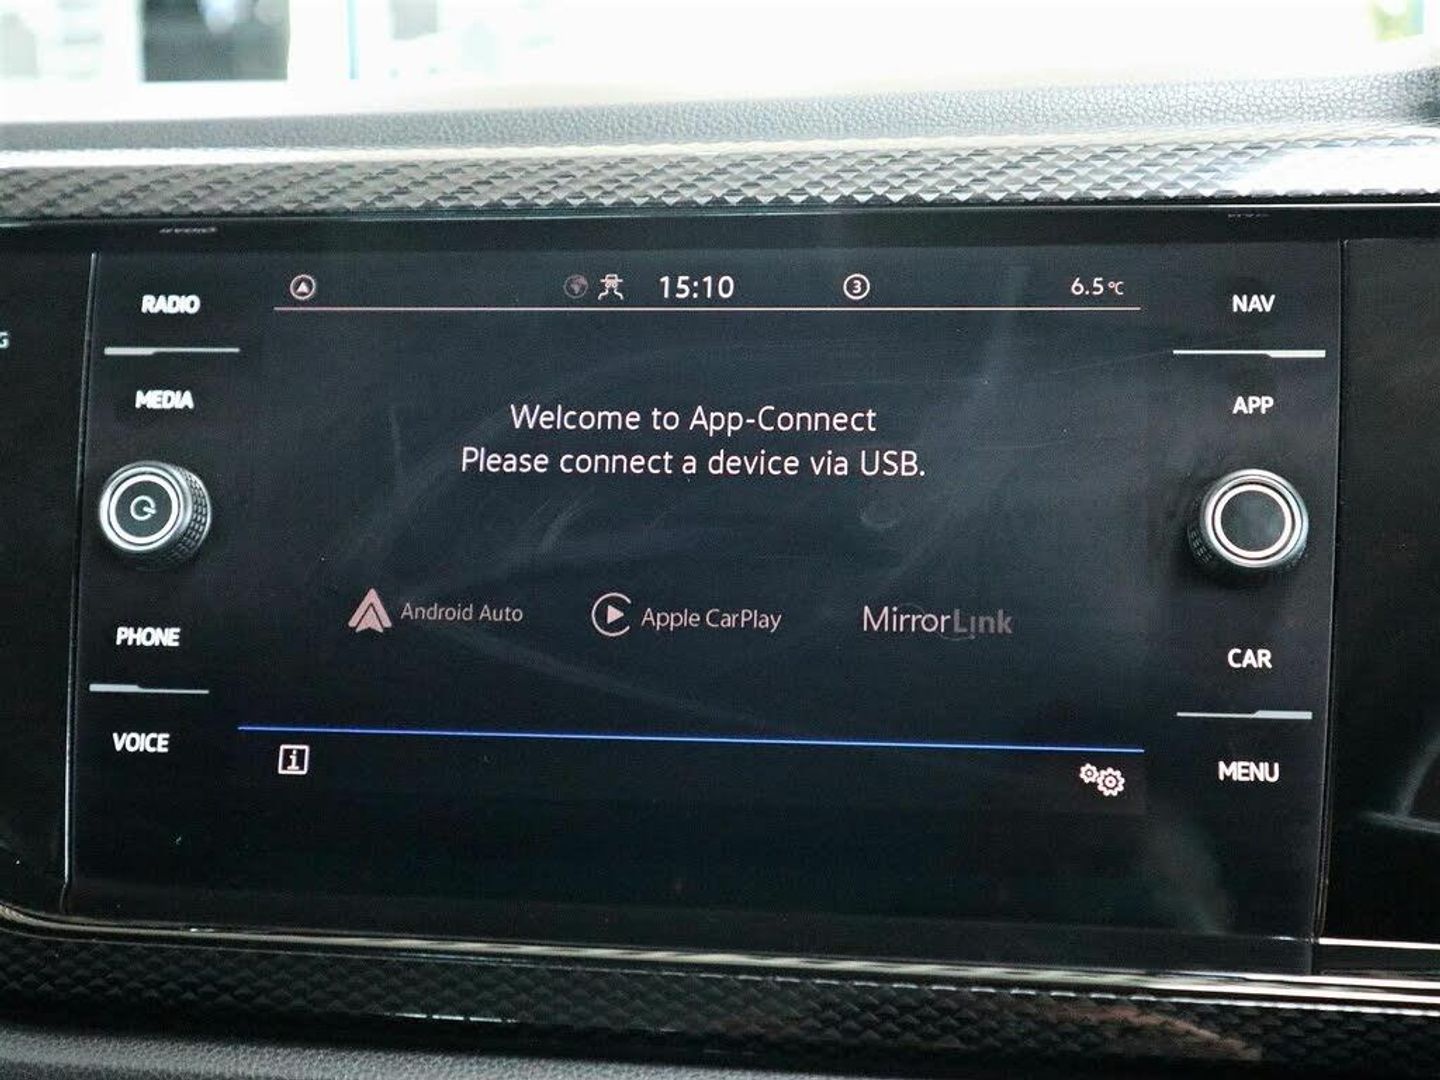 15:10
3
6.5°C
RADIO
NAV
MEDIA
APP
Welcome to App-Connect
Please connect a device via USB.
Android Auto
Apple CarPlay
MirrorLink
PHONE
CAR
VOICE
MENU
i